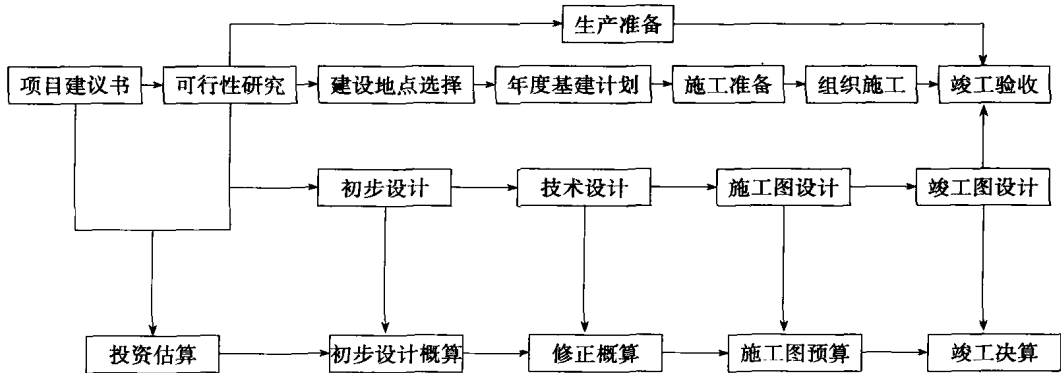 生产准备
项目建议书
可行性研究
建设地点选择
年度基建计划
施工准备
组织施工
竣工验收
初步设计
技术设计
施工图设计
竣工图设计
投资估算
初步设计概算
修正概算
施工图预算
竣工决算